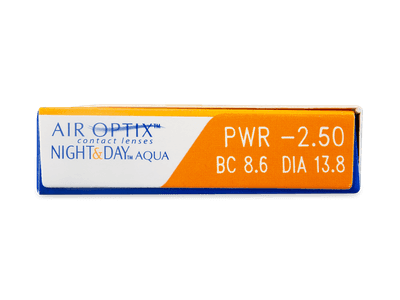 AIR OPTIX™
contact lenses
NIGHT&DAY™ AQUA
PWR -2.50
BC 8.6 DIA 13.8